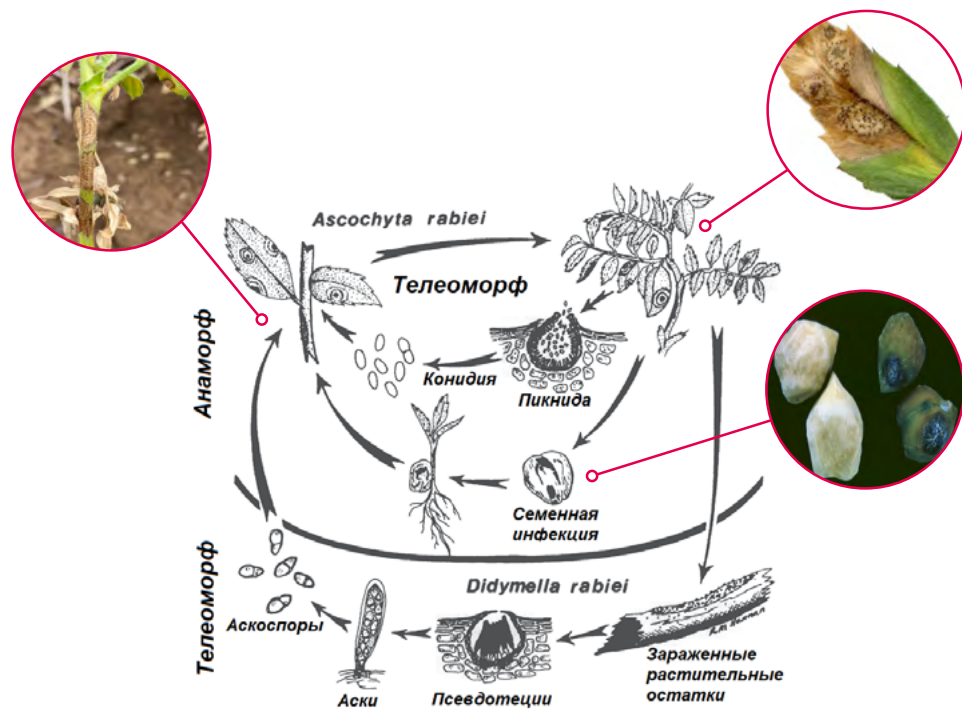 Ascochyta rabiei
Телеоморф
Анаморф
Конидия
Пикнида
Семенная
инфекция
Телеоморф
Didymella rabiei
Аскоспоры
Аски
Псевдотеции
Зараженные
растительные
остатки